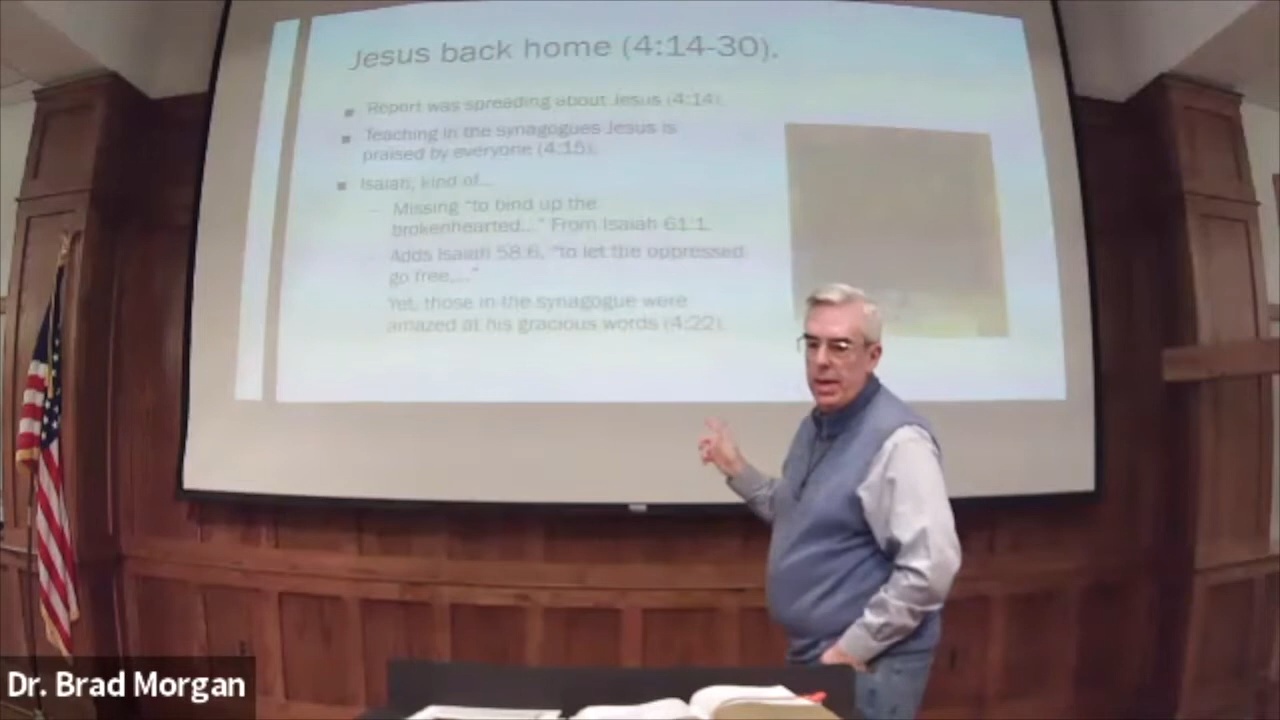 Jesus back home (4:14-30).
Report was spreading about Jesus (4:14).
Teaching in the synagogues Jesus is
praised by everyone (4:15).
Isaiah, kind of...
Missing "to bind up the
brokenhearted..." From Isaiah 61:1.
Adds Isaiah 58:6, "to let the oppressed
go free,..."
Yet, those in the synagogue were
amazed at his gracious words (4:22).
Dr. Brad Morgan